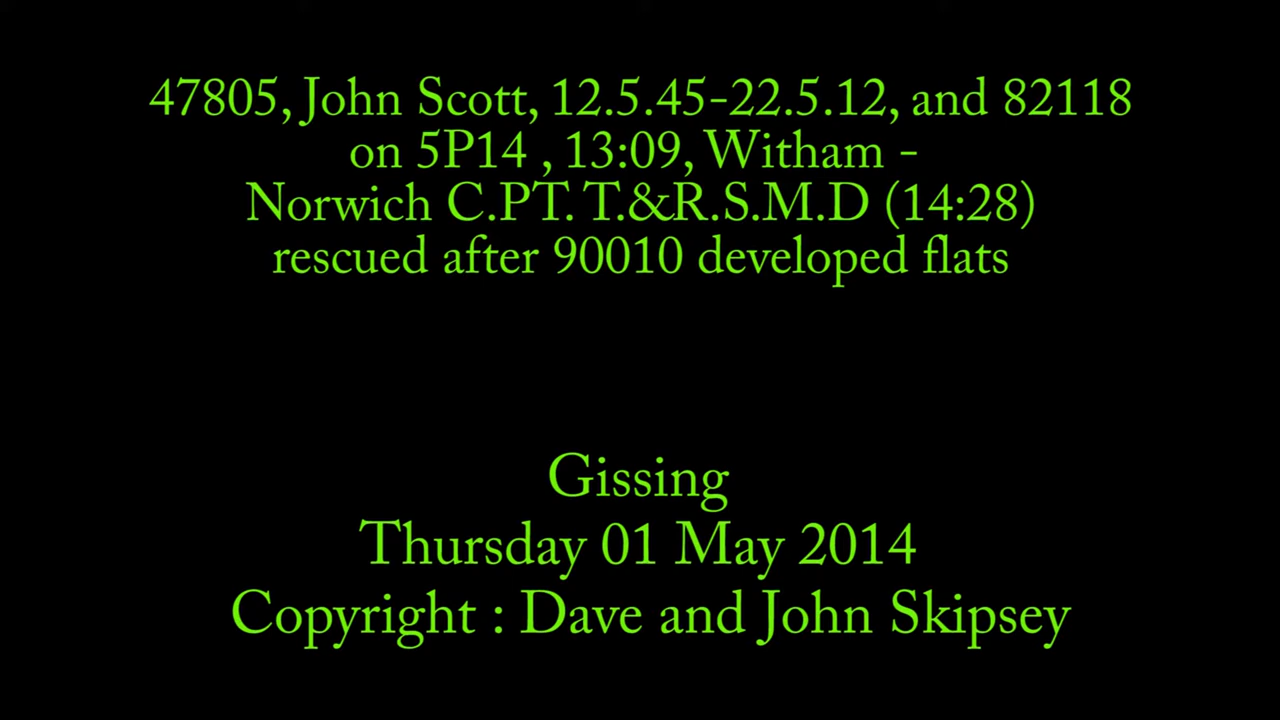 47805, John Scott, 12.5.45-22.5.12, and 82118
on 5P14 , 13:09, Witham -
Norwich C.PT. T.&R.S.M.D (14:28)
rescued after 90010 developed flats
Gissing
Thursday 01 May 2014
Copyright : Dave and John Skipsey